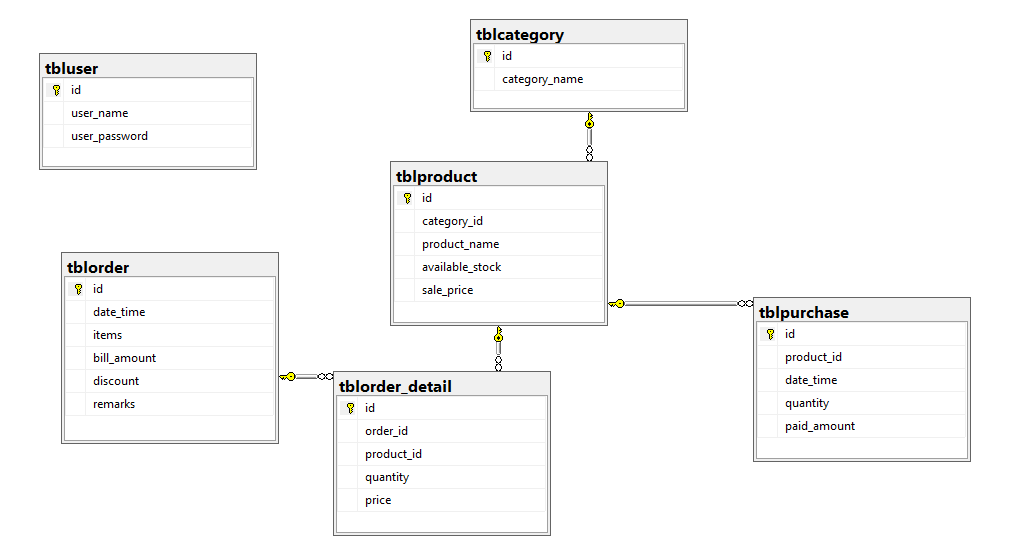 tblcategory
id
category_name
tbluser
id
user_name
user_password
tblproduct
id
category_id
product_name
available_stock
sale_price
tblorder
id
date_time
items
bill_amount
discount
remarks
tblpurchase
id
product_id
date_time
quantity
paid_amount
tblorder_detail
id
order_id
product_id
quantity
price